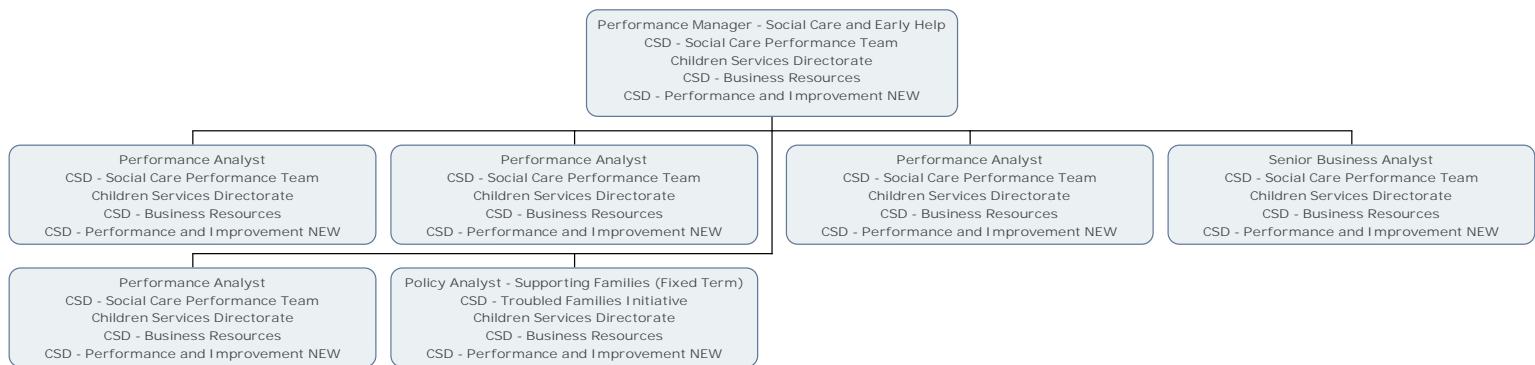 Performance Manager - Social Care and Early Help
CSD - Social Care Performance Team
Children Services Directorate
CSD - Business Resources
CSD - Performance and Improvement NEW
Performance Analyst
CSD - Social Care Performance Team
Children Services Directorate
CSD - Business Resources
CSD - Performance and Improvement NEW
Performance Analyst
CSD - Social Care Performance Team
Children Services Directorate
CSD - Business Resources
CSD - Performance and Improvement NEW
Performance Analyst
CSD - Social Care Performance Team
Children Services Directorate
CSD - Business Resources
CSD - Performance and Improvement NEW
Senior Business Analyst
CSD - Social Care Performance Team
Children Services Directorate
CSD - Business Resources
CSD - Performance and Improvement NEW
Performance Analyst
CSD - Social Care Performance Team
Children Services Directorate
CSD - Business Resources
CSD - Performance and Improvement NEW
Policy Analyst - Supporting Families (Fixed Term)
CSD - Troubled Families Initiative
Children Services Directorate
CSD - Business Resources
CSD - Performance and Improvement NEW